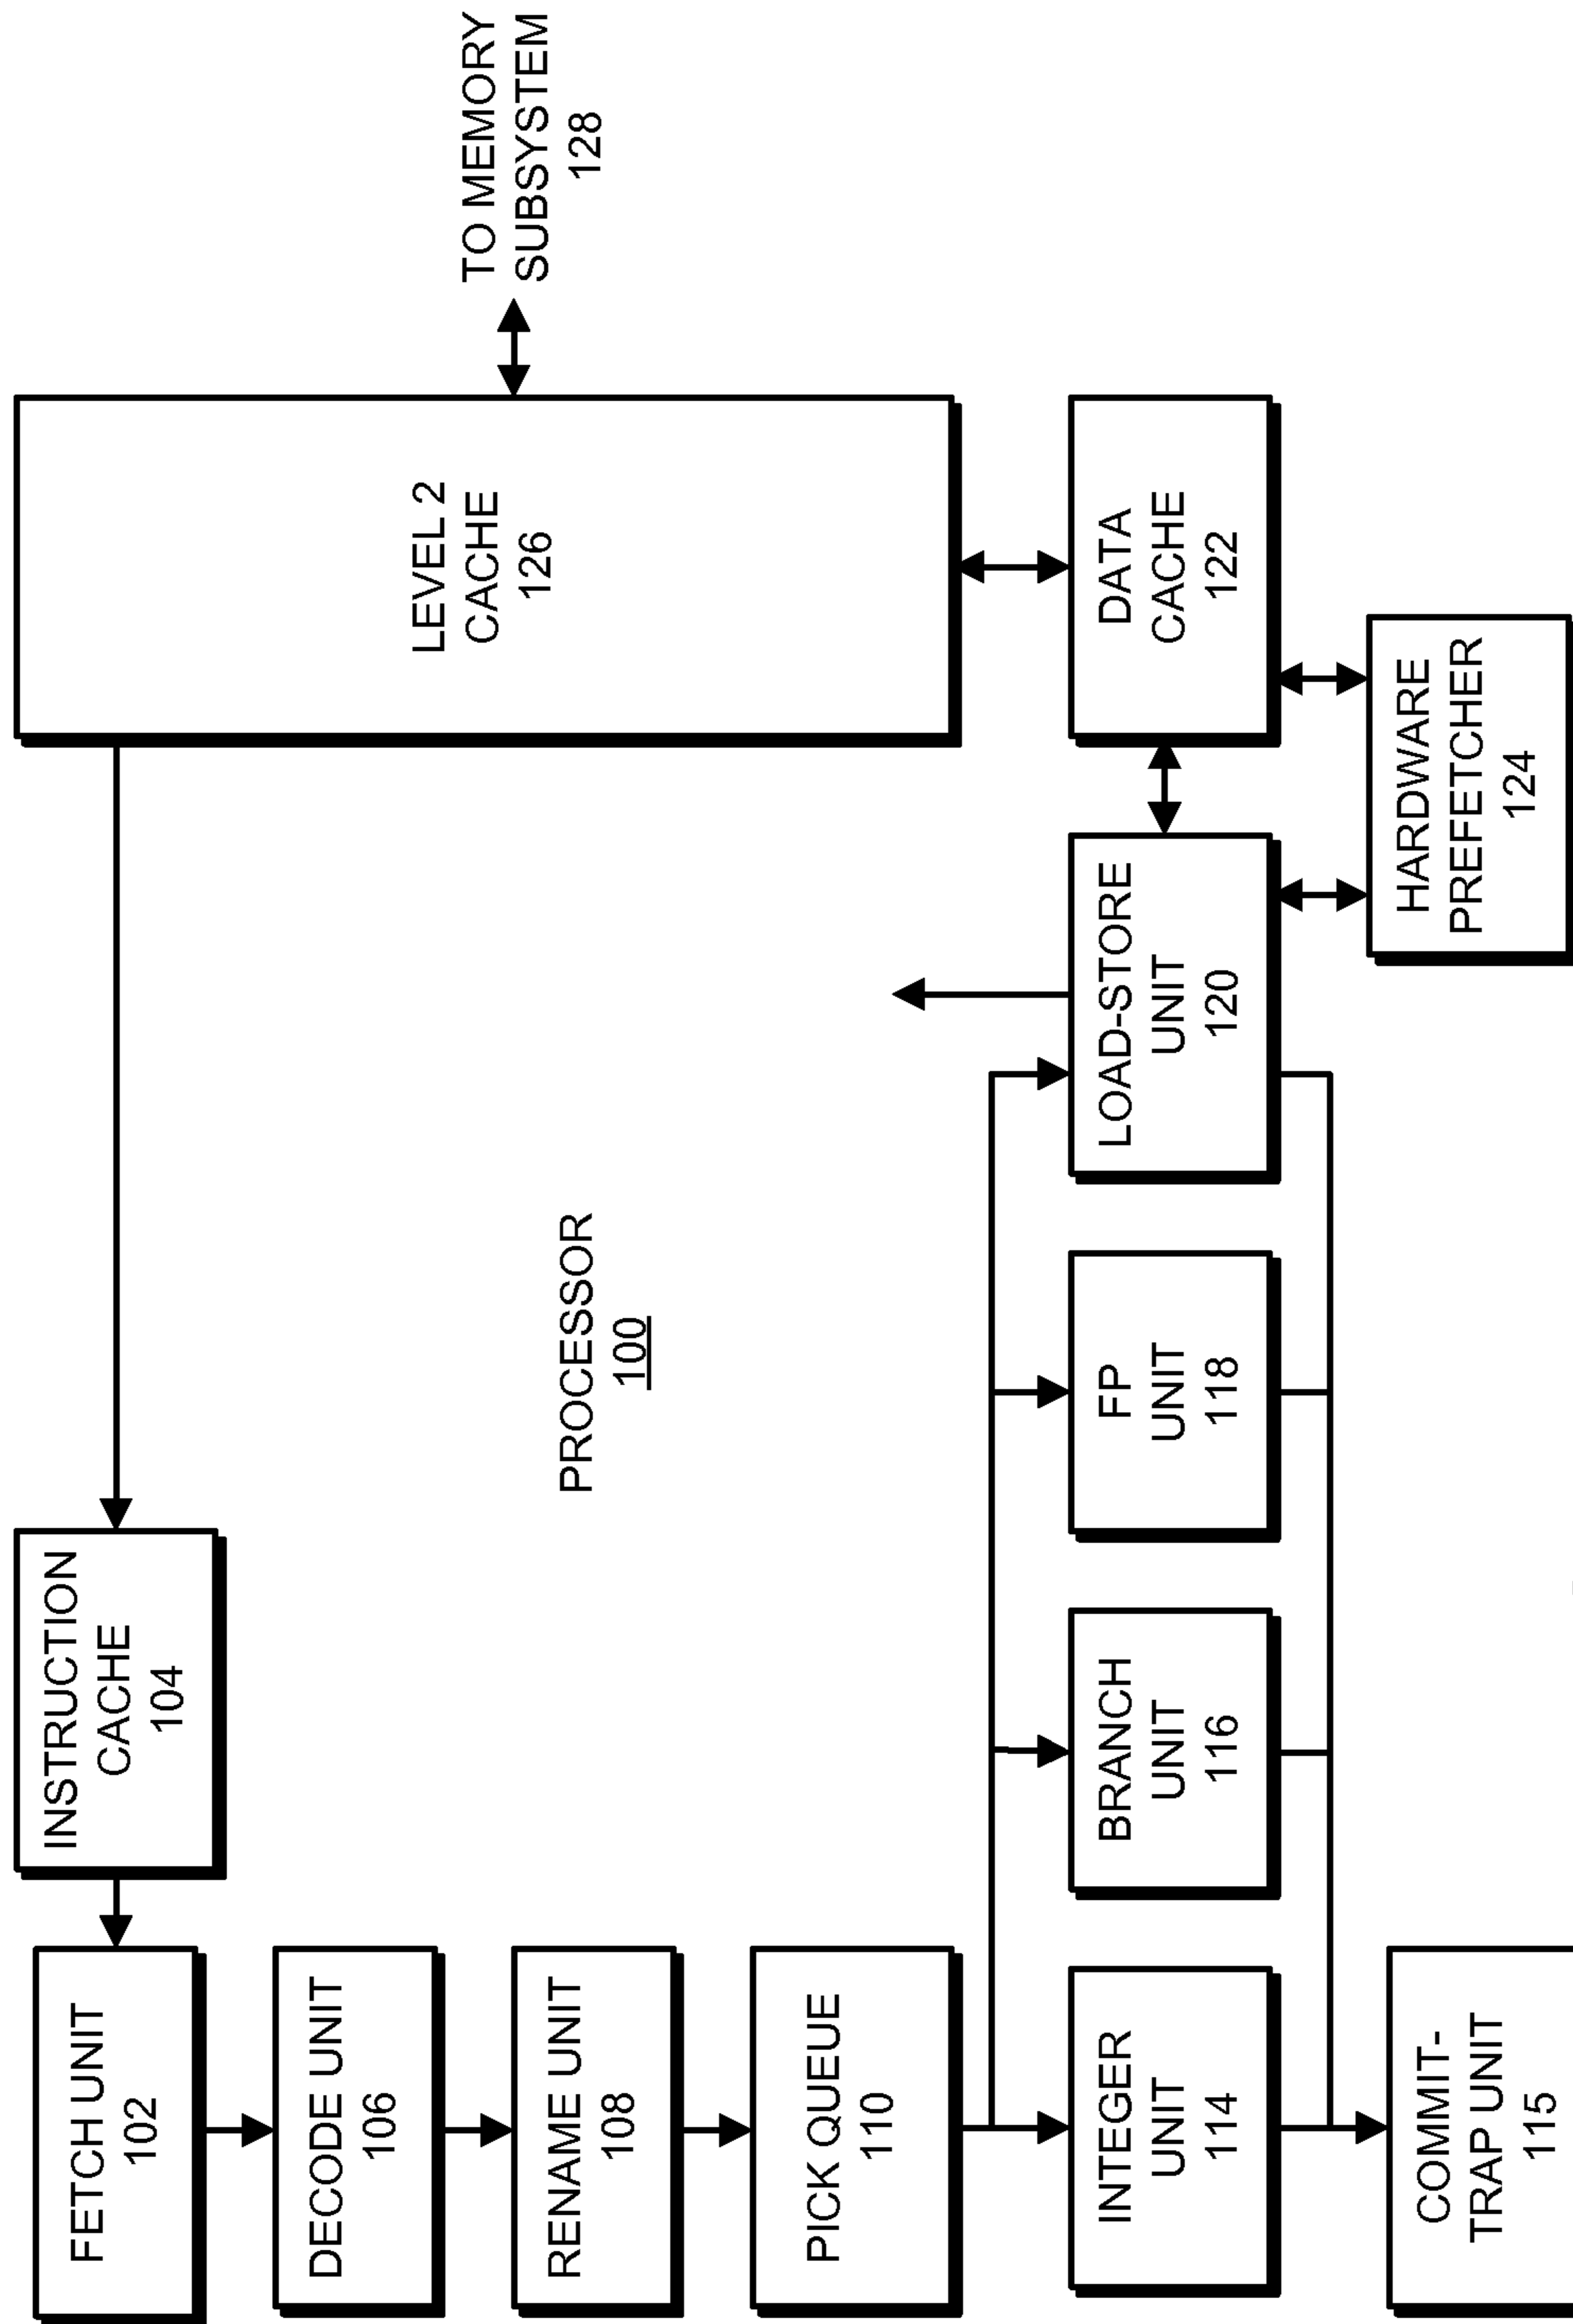 FETCH UNIT
102
INSTRUCTION
CACHE
104
DECODE UNIT
106
RENAME UNIT
108
PICK QUEUE
110
PROCESSOR
100
LEVEL 2
CACHE
126
TO MEMORY
SUBSYSTEM
128
INTEGER
UNIT
114
BRANCH
UNIT
116
FP
UNIT
118
LOAD-STORE
UNIT
120
DATA
CACHE
122
COMMIT-
TRAP UNIT
115
HARDWARE
PREFETCHER
124